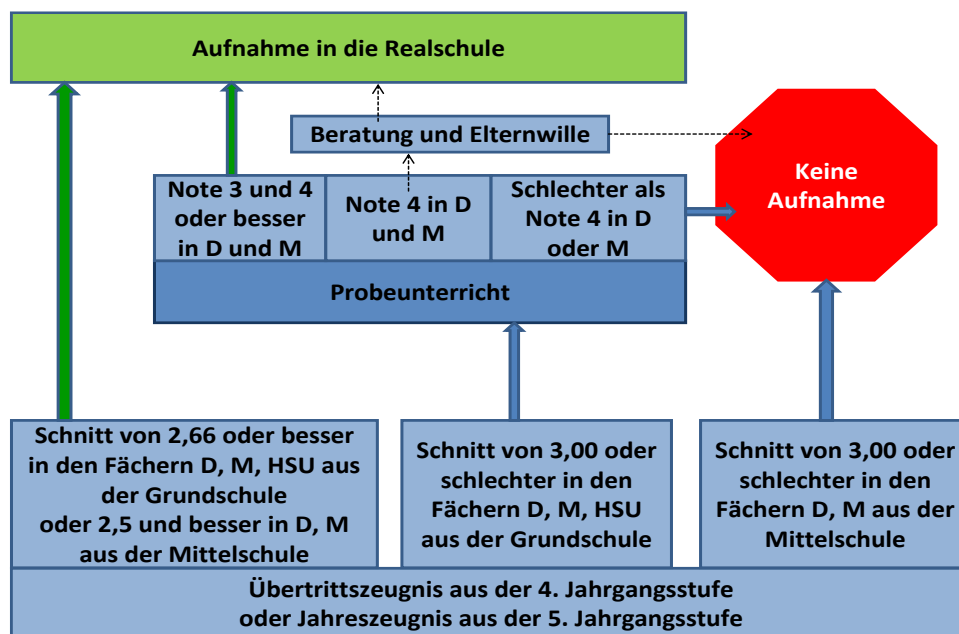 Aufnahme in die Realschule
Beratung und Elternwille
Keine
Aufnahme
Note 3 und 4
oder besser
in D und M
Note 4 in D
und M
Schlechter als
Note 4 in D
oder M
Probeunterricht
Schnitt von 2,66 oder besser
in den Fächern D, M, HSU aus
der Grundschule
oder 2,5 und besser in D, M
aus der Mittelschule
Schnitt von 3,00 oder
schlechter in den
Fächern D, M, HSU
aus der Grundschule
Schnitt von 3,00 oder
schlechter in den
Fächern D, M aus der
Mittelschule
Übertrittszeugnis aus der 4. Jahrgangsstufe
oder Jahreszeugnis aus der 5. Jahrgangsstufe